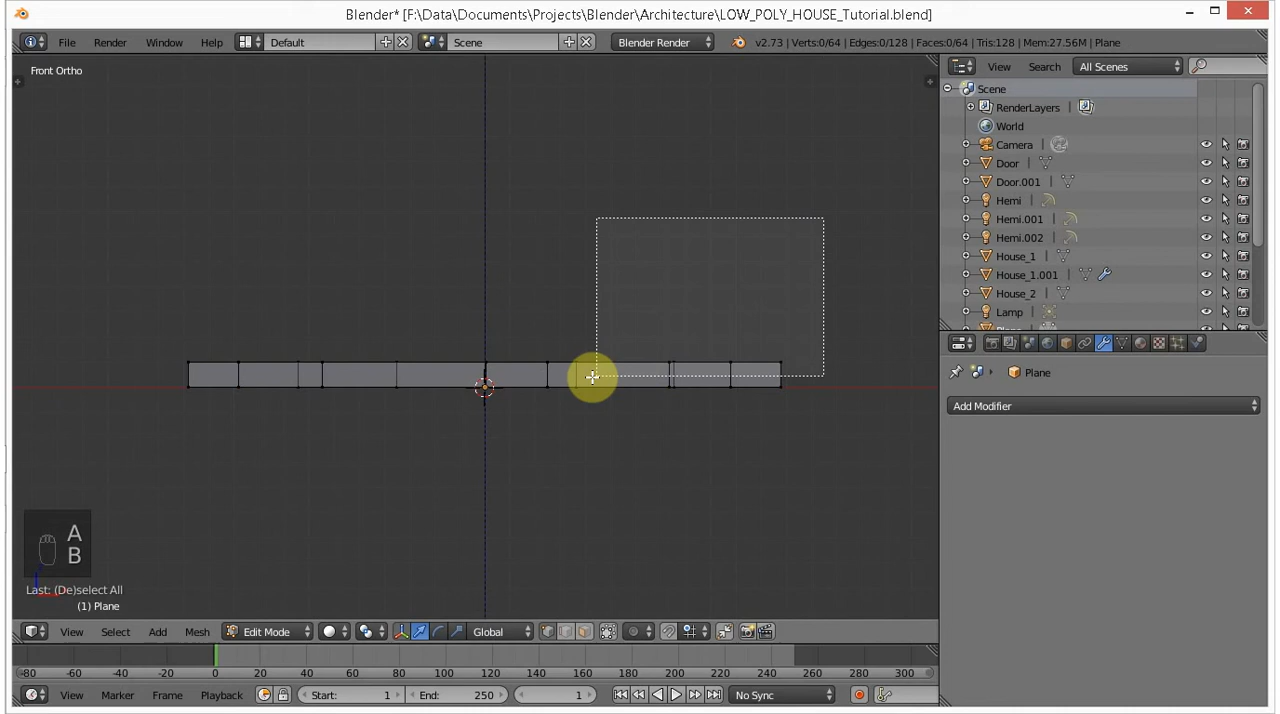 Blender* [F:\Data\Documents\Projects\Blender\Architecture\LOW_POLY_HOUSE_Tutorial.blend]
File Render Window Help Default Scene Blender Render v2.73 | Verts:0/64 | Edges:0/128 | Faces:0/64 | Tris:128 | Mem:27.56M | Plane
View Search All Scenes
Front Ortho
Scene
RenderLayers
World
Camera
Door
Door.001
Hemi
Hemi.001
Hemi.002
House_1
House_1.001
House_2
Lamp
Plane
Add Modifier
A
B
Last: (De)select All
(1) Plane
View Select Add Mesh Edit Mode Global
-80 -60 -40 -20 0 20 40 60 80 100 120 140 160 180 200 220 240 260 280
View Marker Frame Playback Start: 1 End: 250 1 No Sync